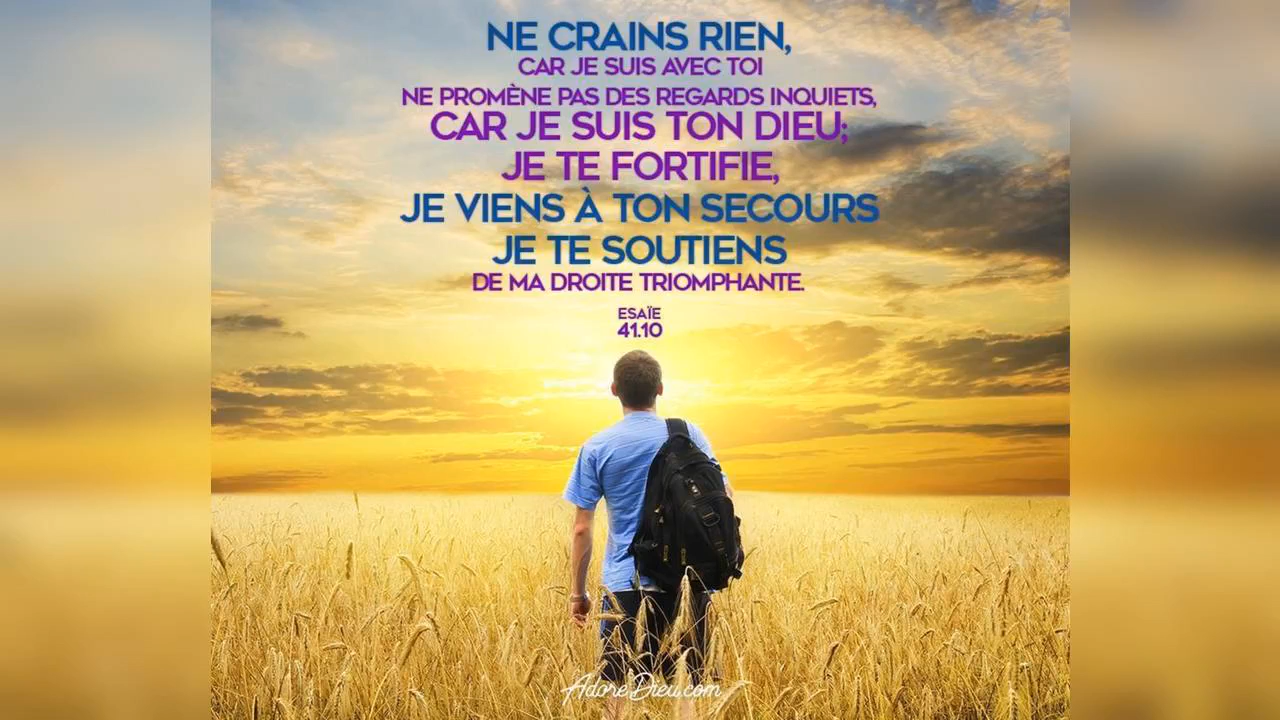 NE CRAINS RIEN,
CAR JE SUIS AVEC TOI
NE PROMÈNE PAS DES REGARDS INQUIETS,
CAR JE SUIS TON DIEU;
JE TE FORTIFIE,
JE VIENS À TON SECOURS
JE TE SOUTIENS
DE MA DROITE TRIOMPHANTE.
ESAÏE
41.10
AdoreDieu.com